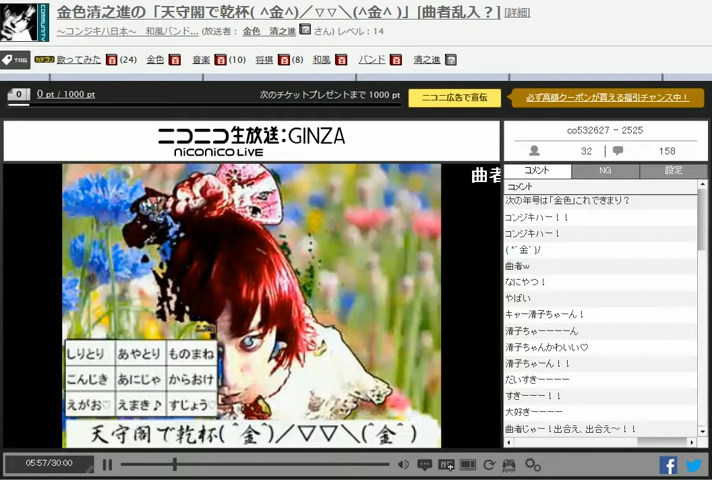 金色清之進の「天守閣で乾杯( ^金^)／▽▽＼(^金^ )」[曲者乱入？] [詳細]
～コンジキハ日本～　和風バンド... (放送者： 金色　清之進 さん) レベル：14
COMMUNITY
TAG カテゴリ 歌ってみた (24) 金色 音楽 (10) 将棋 (8) 和風 バンド 清之進
0 0 pt / 1000 pt 次のチケットプレゼントまで 1000 pt ニコニコ広告で宣伝 必ず高額クーポンが貰える福引チャンス中！
ニコニコ生放送:GINZA
niconico Live
co532627 - 2525
32 | 158
コメント NG 設定
コメント
次の年号は「金色」これできまり？
コンジキハー！！
コンジキハー！
( *´金`)ﾉ
曲者w
なにやつ！
やばい
キャー清子ちゃーん！
清子ちゃーーーーん
清子ちゃんかわいい♡
清子ちゃーん！！
だいすきーーーー
すきーーー！！
大好きーーーー
曲者じゃー！出合え、出合え～！！
曲者
しりとり あやとり ものまね
こんじき あにじゃ からおけ
えがお♡ えまき♪ すじょう♡
天守閣で乾杯(^金^)／▽▽＼(^金^)
05:57/30:00